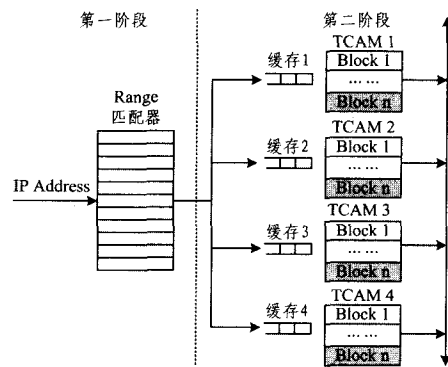 第一阶段
第二阶段
Range
匹配器
IP Address
缓存1
TCAM 1
Block 1
... ...
Block n
缓存2
TCAM 2
Block 1
... ...
Block n
缓存3
TCAM 3
Block 1
... ...
Block n
缓存4
TCAM 4
Block 1
... ...
Block n